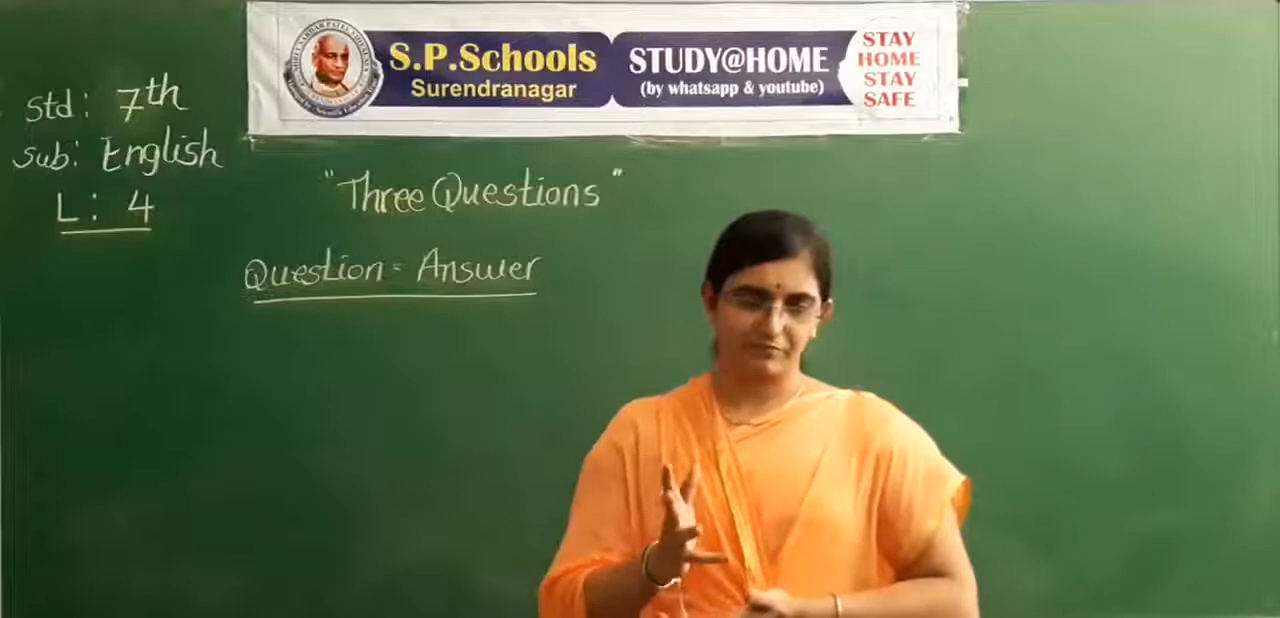 S.P.Schools
Surendranagar
STUDY@HOME
(by whatsapp & youtube)
STAY
HOME
STAY
SAFE
Std: 7th
Sub: English
L: 4
"Three Questions"
Question = Answer